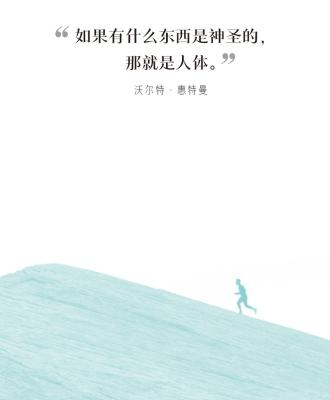 “如果有什么东西是神圣的，
那就是人体。”
沃尔特·惠特曼